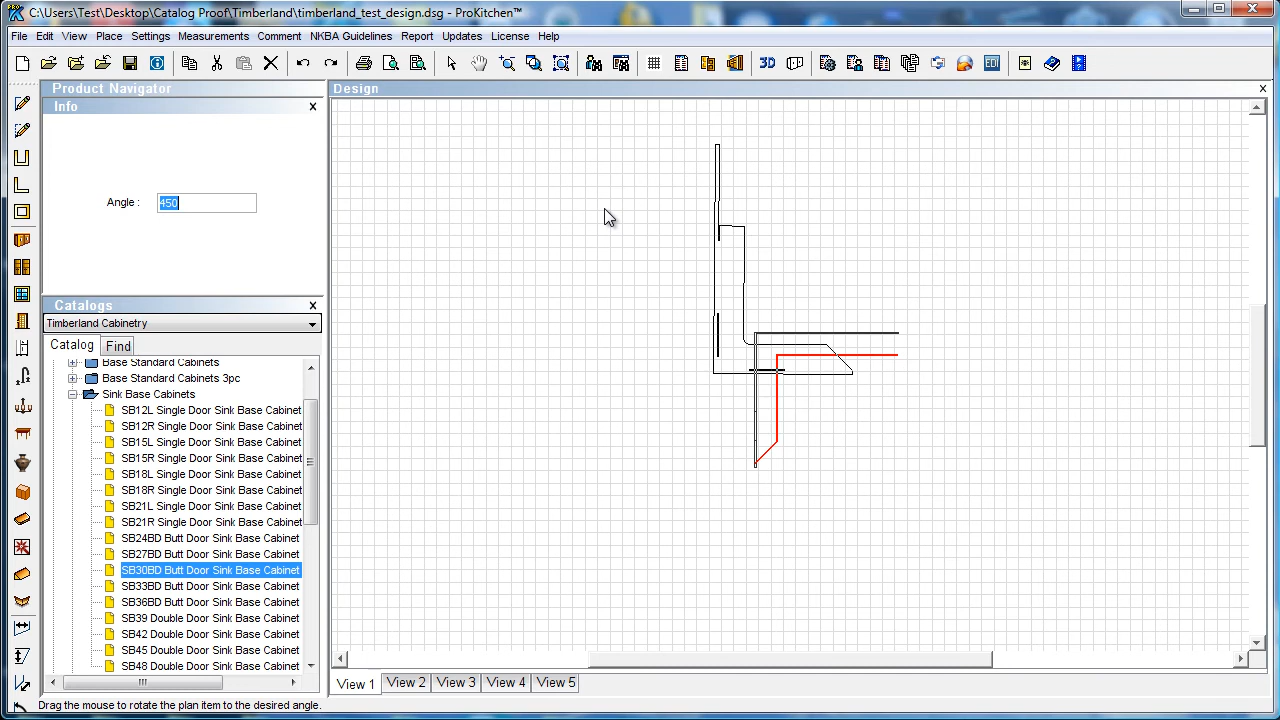 C:\Users\Test\Desktop\Catalog Proof\Timberland\timberland_test_design.dsg - ProKitchen™
File Edit View Place Settings Measurements Comment NKBA Guidelines Report Updates License Help
3D
EDI
Product Navigator
Info
Angle :
450
Catalogs
Timberland Cabinetry
Catalog Find
Base Standard Cabinets
Base Standard Cabinets 3pc
Sink Base Cabinets
SB12L Single Door Sink Base Cabinet
SB12R Single Door Sink Base Cabinet
SB15L Single Door Sink Base Cabinet
SB15R Single Door Sink Base Cabinet
SB18L Single Door Sink Base Cabinet
SB18R Single Door Sink Base Cabinet
SB21L Single Door Sink Base Cabinet
SB21R Single Door Sink Base Cabinet
SB24BD Butt Door Sink Base Cabinet
SB27BD Butt Door Sink Base Cabinet
SB30BD Butt Door Sink Base Cabinet
SB33BD Butt Door Sink Base Cabinet
SB36BD Butt Door Sink Base Cabinet
SB39 Double Door Sink Base Cabinet
SB42 Double Door Sink Base Cabinet
SB45 Double Door Sink Base Cabinet
SB48 Double Door Sink Base Cabinet
Design
View 1 View 2 View 3 View 4 View 5
Drag the mouse to rotate the plan item to the desired angle.